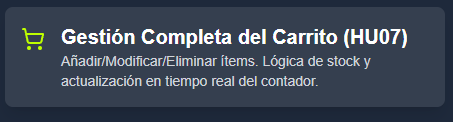 Gestión Completa del Carrito (HU07)
Añadir/Modificar/Eliminar ítems. Lógica de stock y
actualización en tiempo real del contador.